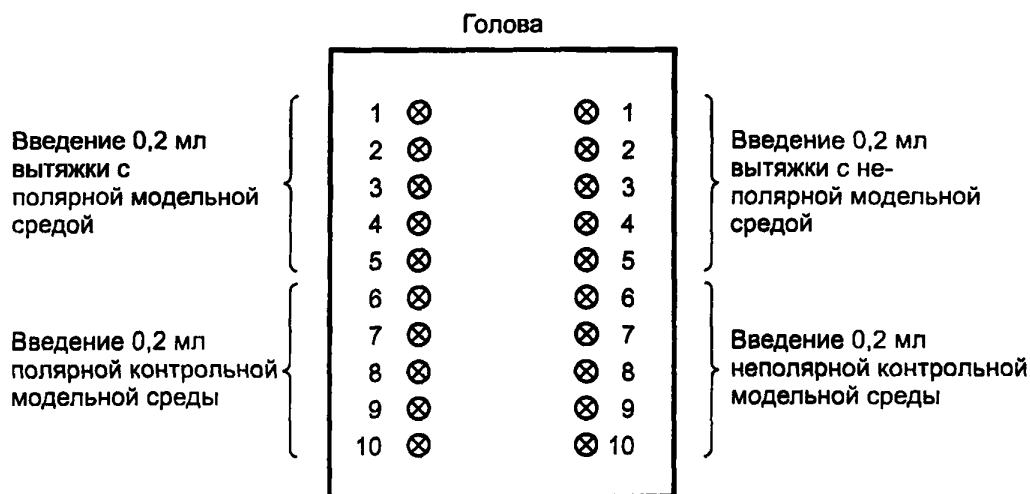 Голова
Введение 0,2 мл
вытяжки с
полярной модельной
средой
1
2
3
4
5
6
7
8
9
10
Введение 0,2 мл
полярной контрольной
модельной среды
1
2
3
4
5
6
7
8
9
10
Введение 0,2 мл
вытяжки с не-
полярной модельной
средой
Введение 0,2 мл
неполярной контрольной
модельной среды